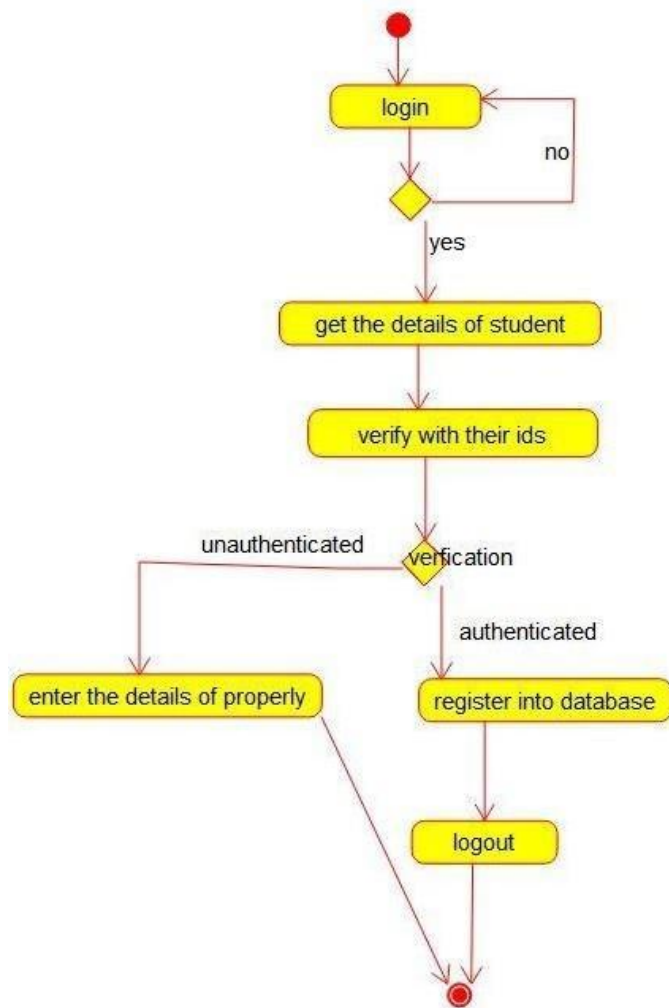 login
no
yes
get the details of student
verify with their ids
unauthenticated
verfication
authenticated
enter the details of properly
register into database
logout